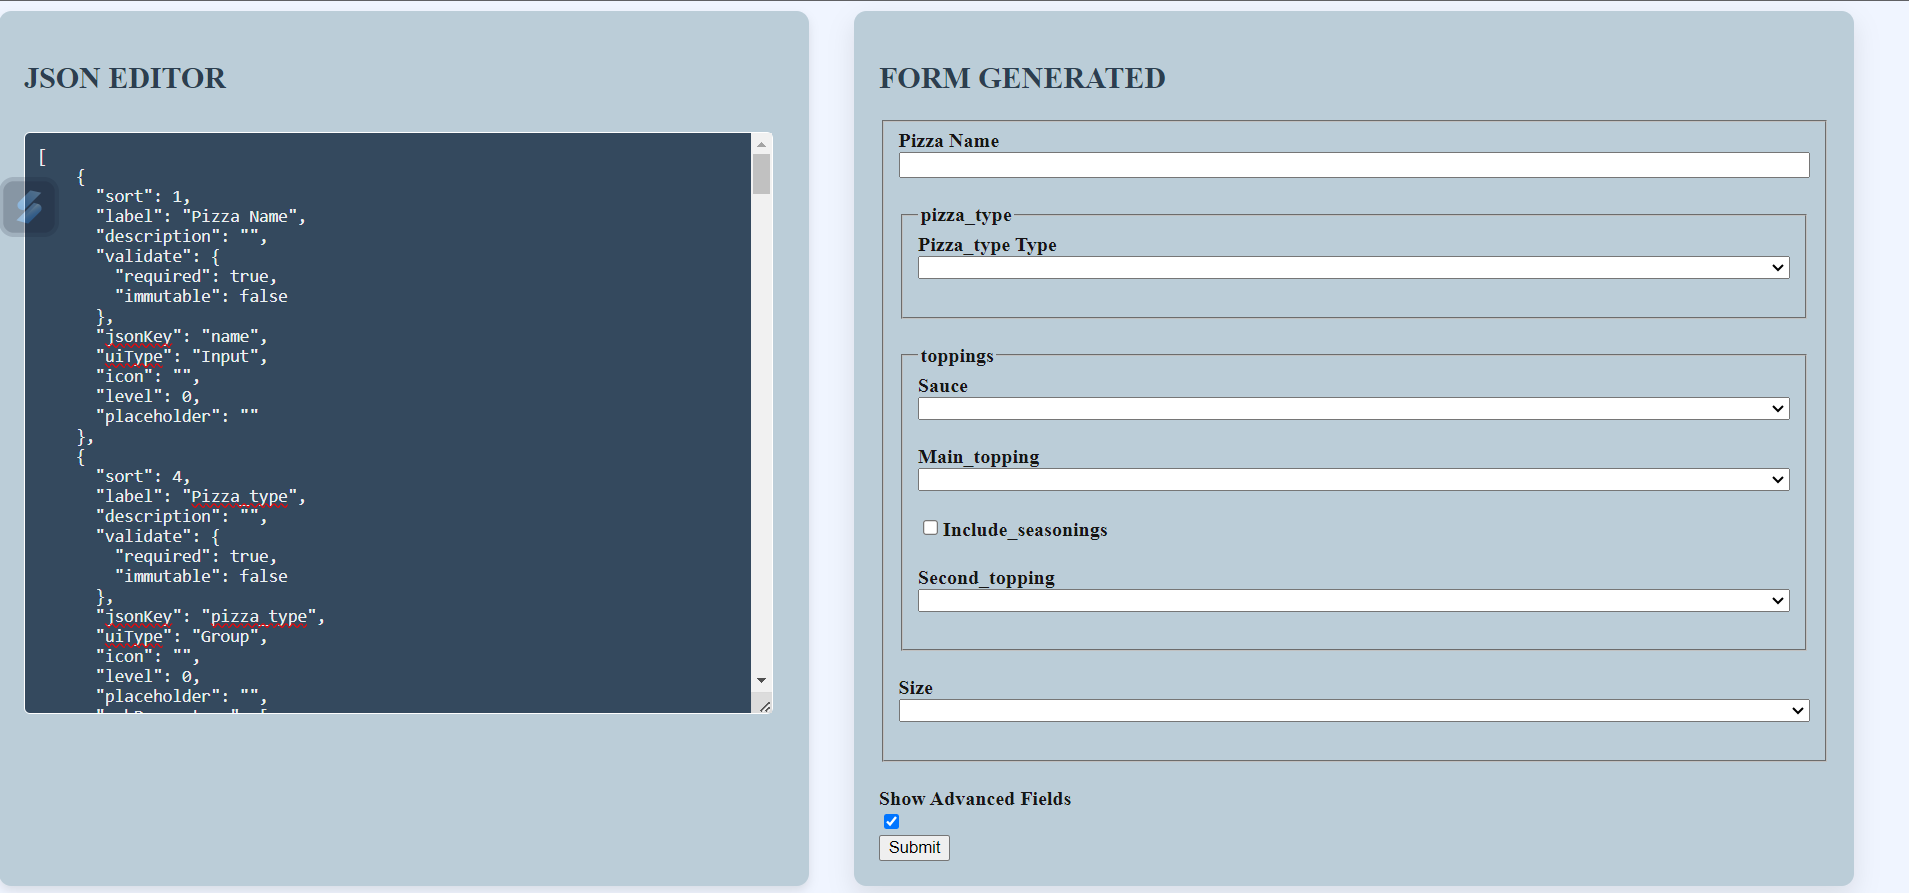 JSON EDITOR
[
{
"sort": 1,
"label": "Pizza Name",
"description": "",
"validate": {
"required": true,
"immutable": false
},
"jsonKey": "name",
"uiType": "Input",
"icon": "",
"level": 0,
"placeholder": ""
},
{
"sort": 4,
"label": "Pizza_type",
"description": "",
"validate": {
"required": true,
"immutable": false
},
"jsonKey": "pizza_type",
"uiType": "Group",
"icon": "",
"level": 0,
"placeholder": "",
FORM GENERATED
Pizza Name
pizza_type
Pizza_type Type
toppings
Sauce
Main_topping
Include_seasonings
Second_topping
Size
Show Advanced Fields
Submit